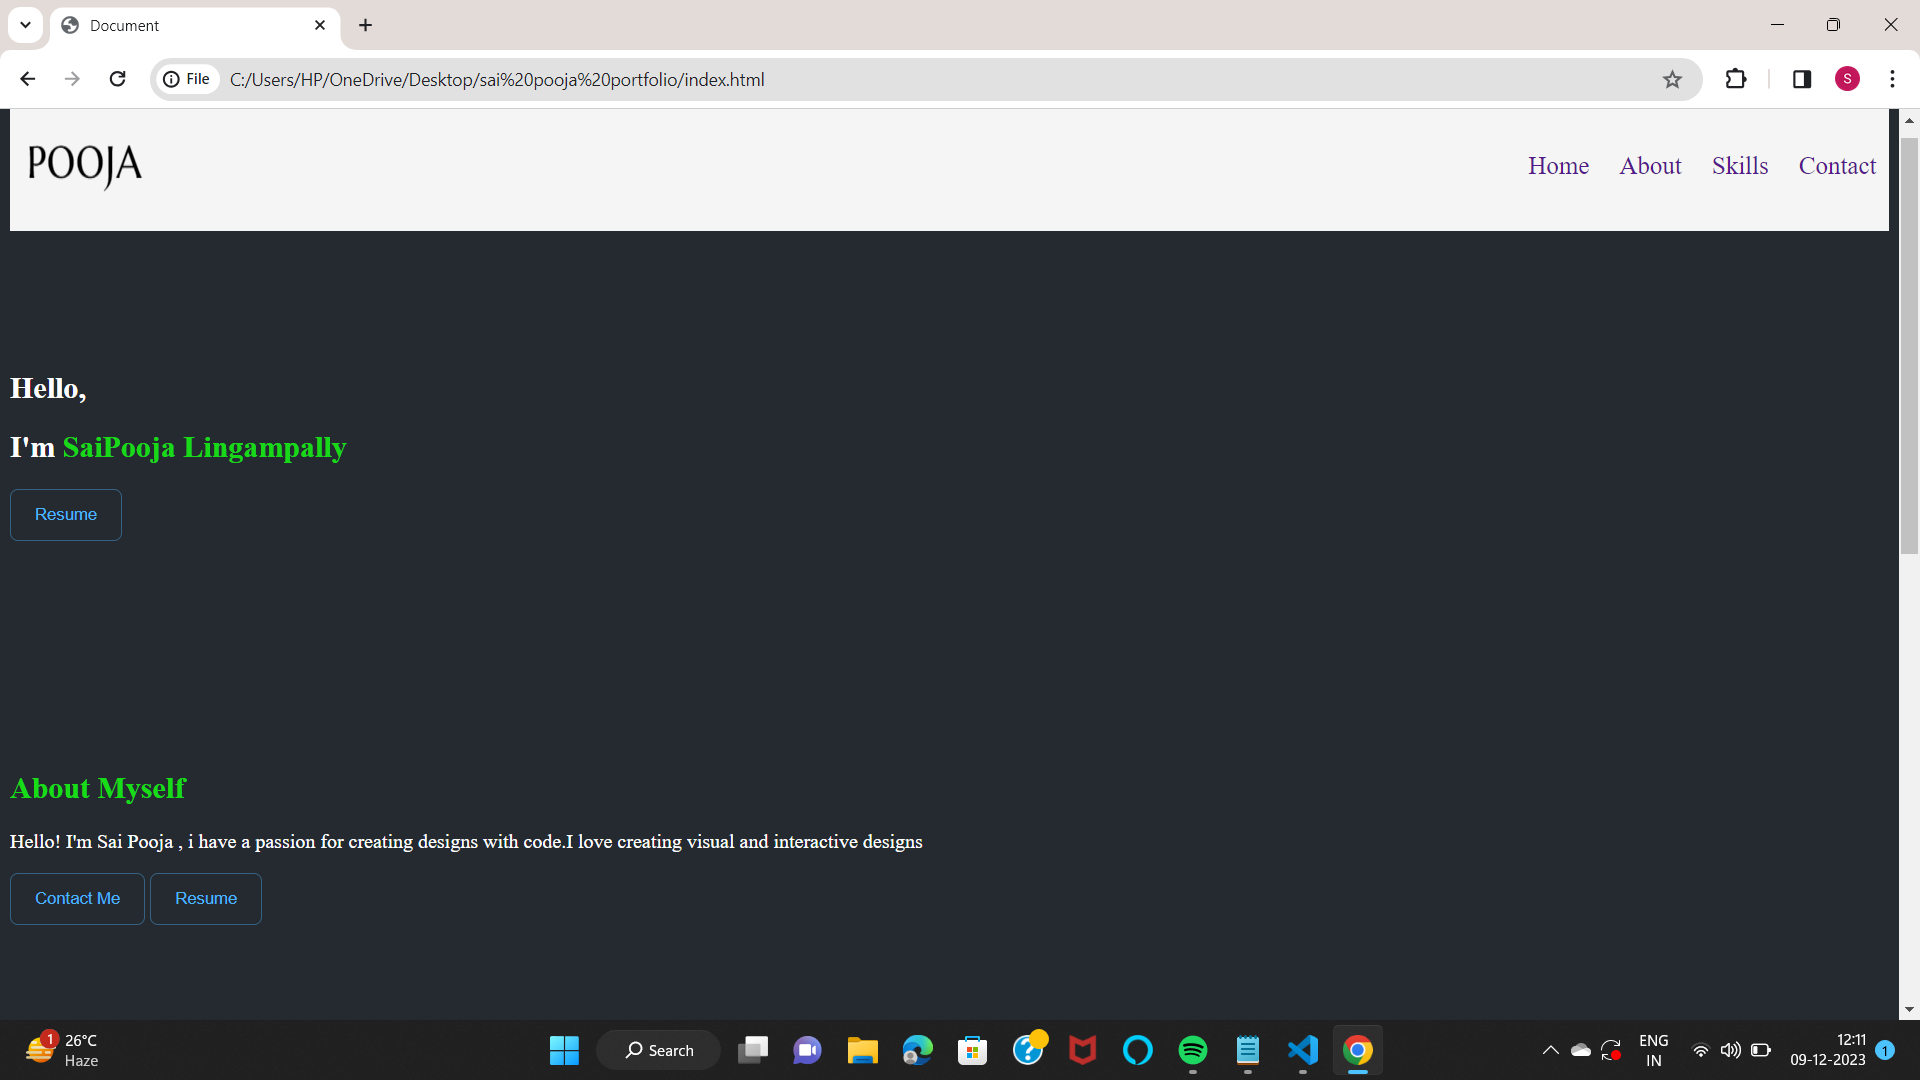 Document
File C:/Users/HP/OneDrive/Desktop/sai%20pooja%20portfolio/index.html
S
POOJA
Home About Skills Contact
Hello,
I'm SaiPooja Lingampally
Resume
About Myself
Hello! I'm Sai Pooja , i have a passion for creating designs with code.I love creating visual and interactive designs
Contact Me Resume
1
26°C
Haze
Search
ENG
IN
12:11
09-12-2023
1